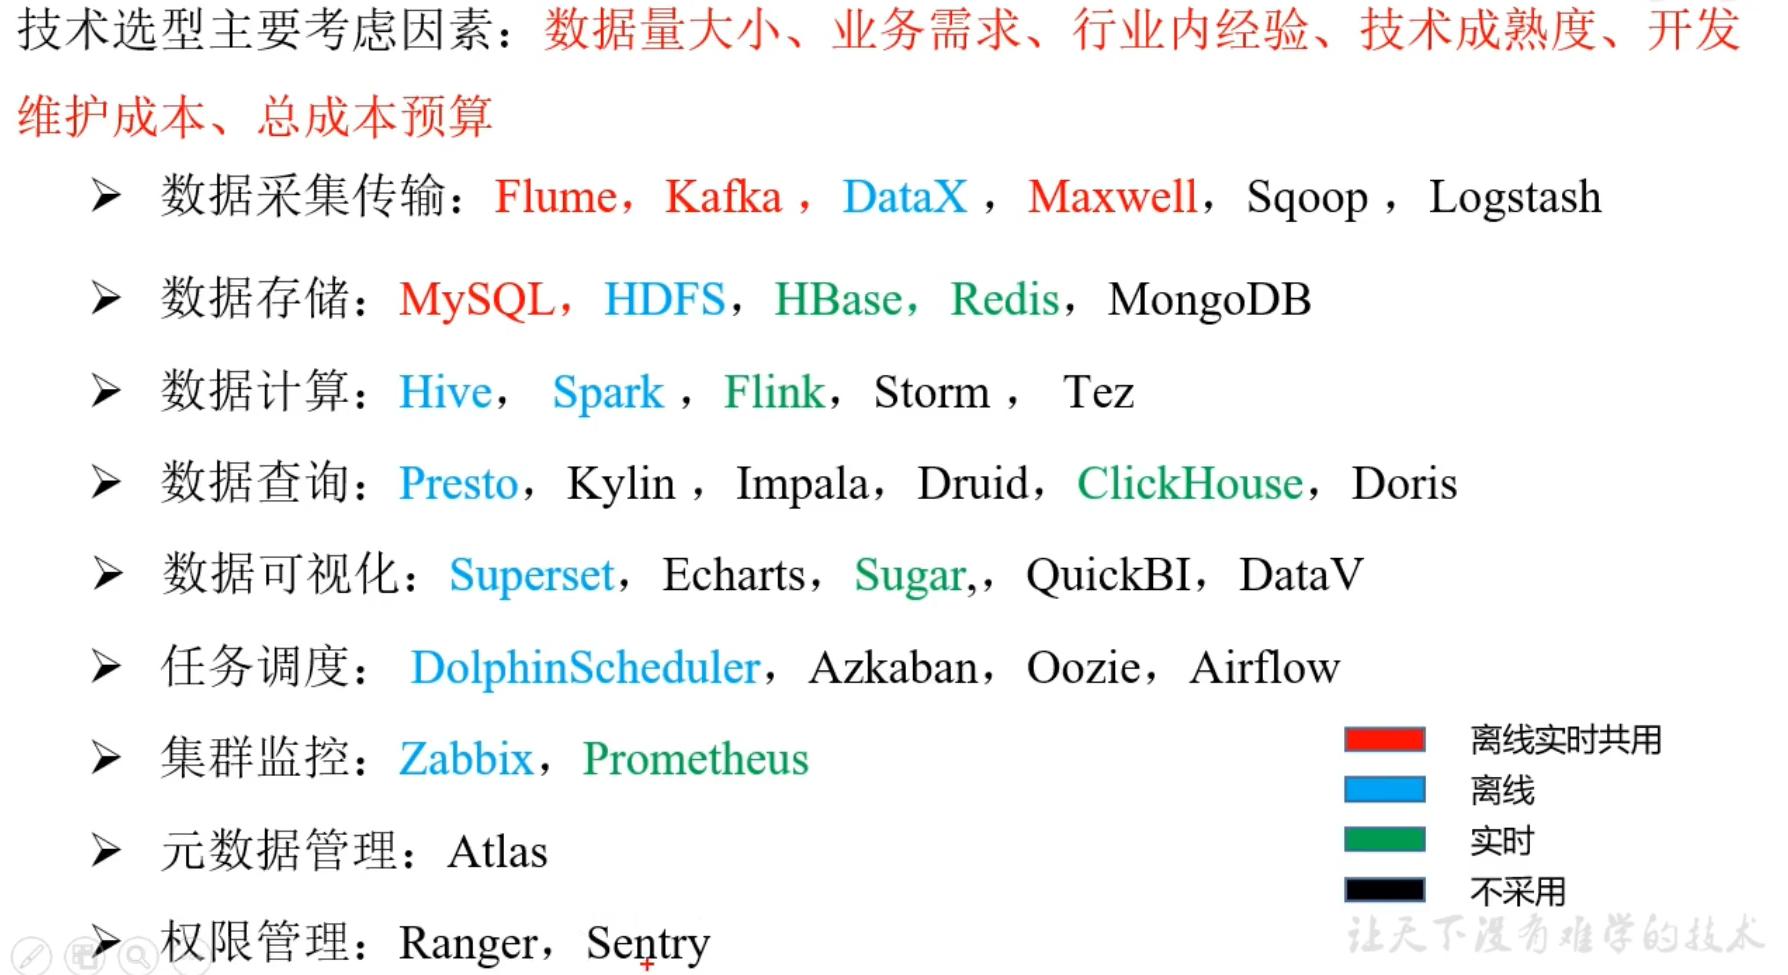 技术选型主要考虑因素：数据量大小、业务需求、行业内经验、技术成熟度、开发
维护成本、总成本预算
➢ 数据采集传输：Flume，Kafka，DataX，Maxwell，Sqoop，Logstash
➢ 数据存储：MySQL，HDFS，HBase，Redis，MongoDB
➢ 数据计算：Hive，Spark，Flink，Storm，Tez
➢ 数据查询：Presto，Kylin，Impala，Druid，ClickHouse，Doris
➢ 数据可视化：Superset，Echarts，Sugar,，QuickBI，DataV
➢ 任务调度：DolphinScheduler，Azkaban，Oozie，Airflow
➢ 集群监控：Zabbix，Prometheus
➢ 元数据管理：Atlas
➢ 权限管理：Ranger，Sentry
离线实时共用
离线
实时
不采用
让天下没有难学的技术